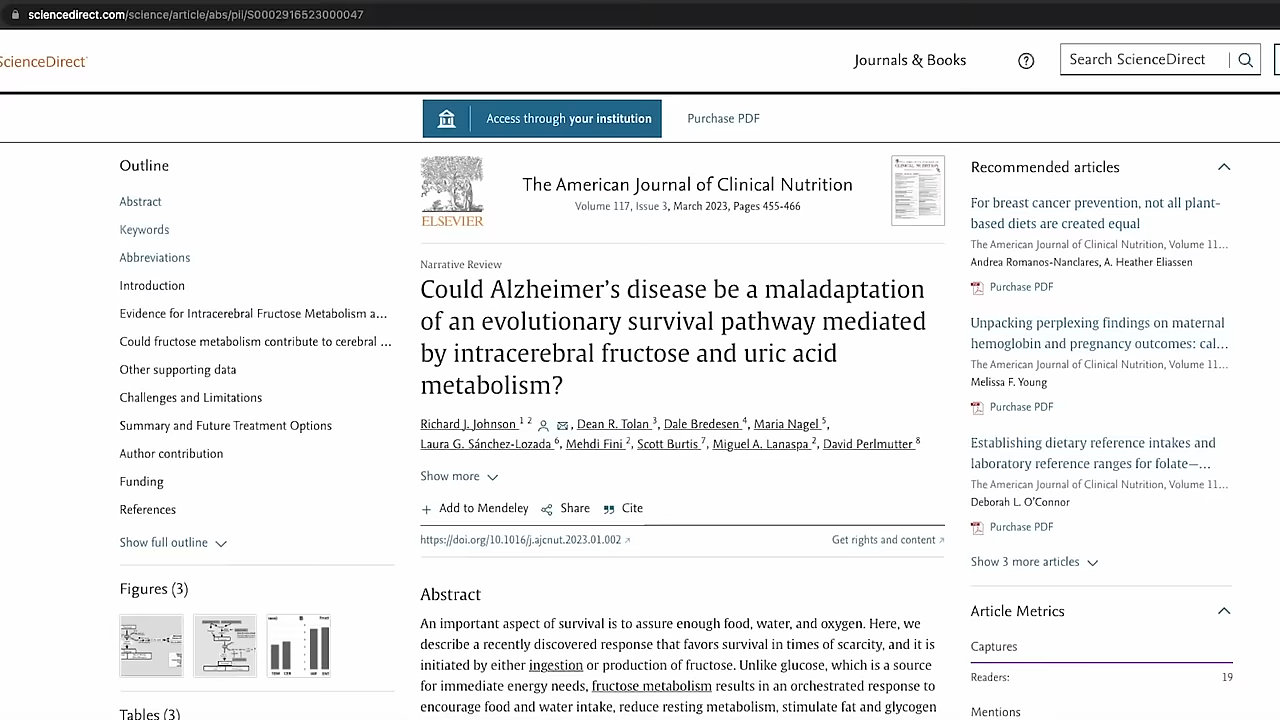 sciencedirect.com/science/article/abs/pii/S0002916523000047
ScienceDirect
Journals & Books
Search ScienceDirect
Access through your institution
Purchase PDF
Outline
Abstract
Keywords
Abbreviations
Introduction
Evidence for Intracerebral Fructose Metabolism a...
Could fructose metabolism contribute to cerebral ...
Other supporting data
Challenges and Limitations
Summary and Future Treatment Options
Author contribution
Funding
References
Show full outline
Figures (3)
Tables (3)
ELSEVIER
The American Journal of Clinical Nutrition
Volume 117, Issue 3, March 2023, Pages 455-466
Narrative Review
Could Alzheimer's disease be a maladaptation
of an evolutionary survival pathway mediated
by intracerebral fructose and uric acid
metabolism?
Richard J. Johnson 1 2, Dean R. Tolan 3, Dale Bredesen 4, Maria Nagel 5,
Laura G. Sánchez-Lozada 6, Mehdi Fini 2, Scott Burtis 7, Miguel A. Lanaspa 2, David Perlmutter 8
Show more
+ Add to Mendeley Share Cite
https://doi.org/10.1016/j.ajcnut.2023.01.002
Get rights and content
Abstract
An important aspect of survival is to assure enough food, water, and oxygen. Here, we
describe a recently discovered response that favors survival in times of scarcity, and it is
initiated by either ingestion or production of fructose. Unlike glucose, which is a source
for immediate energy needs, fructose metabolism results in an orchestrated response to
encourage food and water intake, reduce resting metabolism, stimulate fat and glycogen
Recommended articles
For breast cancer prevention, not all plant-
based diets are created equal
The American Journal of Clinical Nutrition, Volume 11...
Andrea Romanos-Nanclares, A. Heather Eliassen
Purchase PDF
Unpacking perplexing findings on maternal
hemoglobin and pregnancy outcomes: cal...
The American Journal of Clinical Nutrition, Volume 11...
Melissa F. Young
Purchase PDF
Establishing dietary reference intakes and
laboratory reference ranges for folate—...
The American Journal of Clinical Nutrition, Volume 11...
Deborah L. O'Connor
Purchase PDF
Show 3 more articles
Article Metrics
Captures
Readers: 19
Mentions